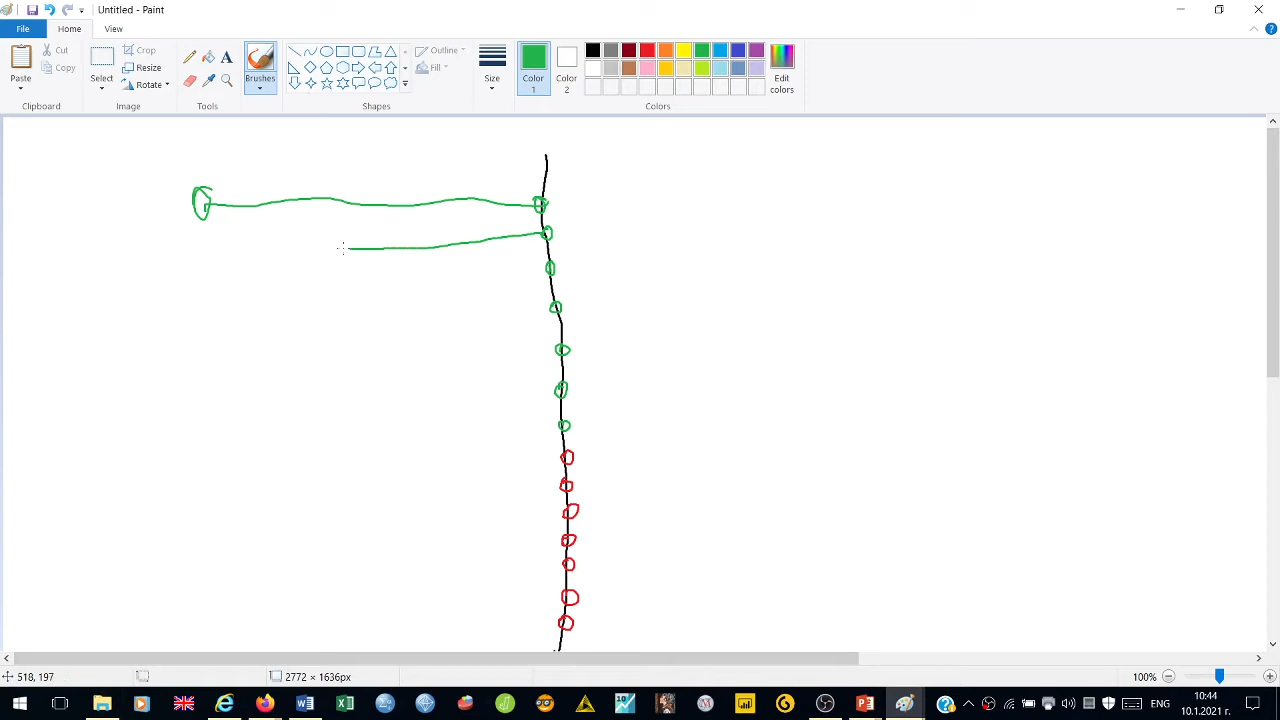 Untitled - Paint
File
Home
View
Paste
Cut
Copy
Clipboard
Select
Crop
Resize
Rotate
Image
Tools
Brushes
Outline
Fill
Shapes
Size
Color
1
Color
2
Edit
colors
Colors
518, 197
2772 × 1636px
100%
10
ENG
10:44
10.1.2021 г.